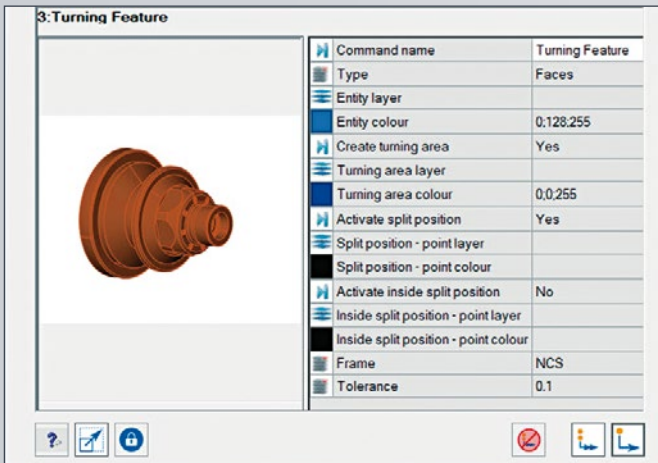 3:Turning Feature
Command name Turning Feature
Type Faces
Entity layer
Entity colour 0;128;255
Create turning area Yes
Turning area layer
Turning area colour 0;0;255
Activate split position Yes
Split position - point layer
Split position - point colour
Activate inside split position No
Inside split position - point layer
Inside split position - point colour
Frame NCS
Tolerance 0.1